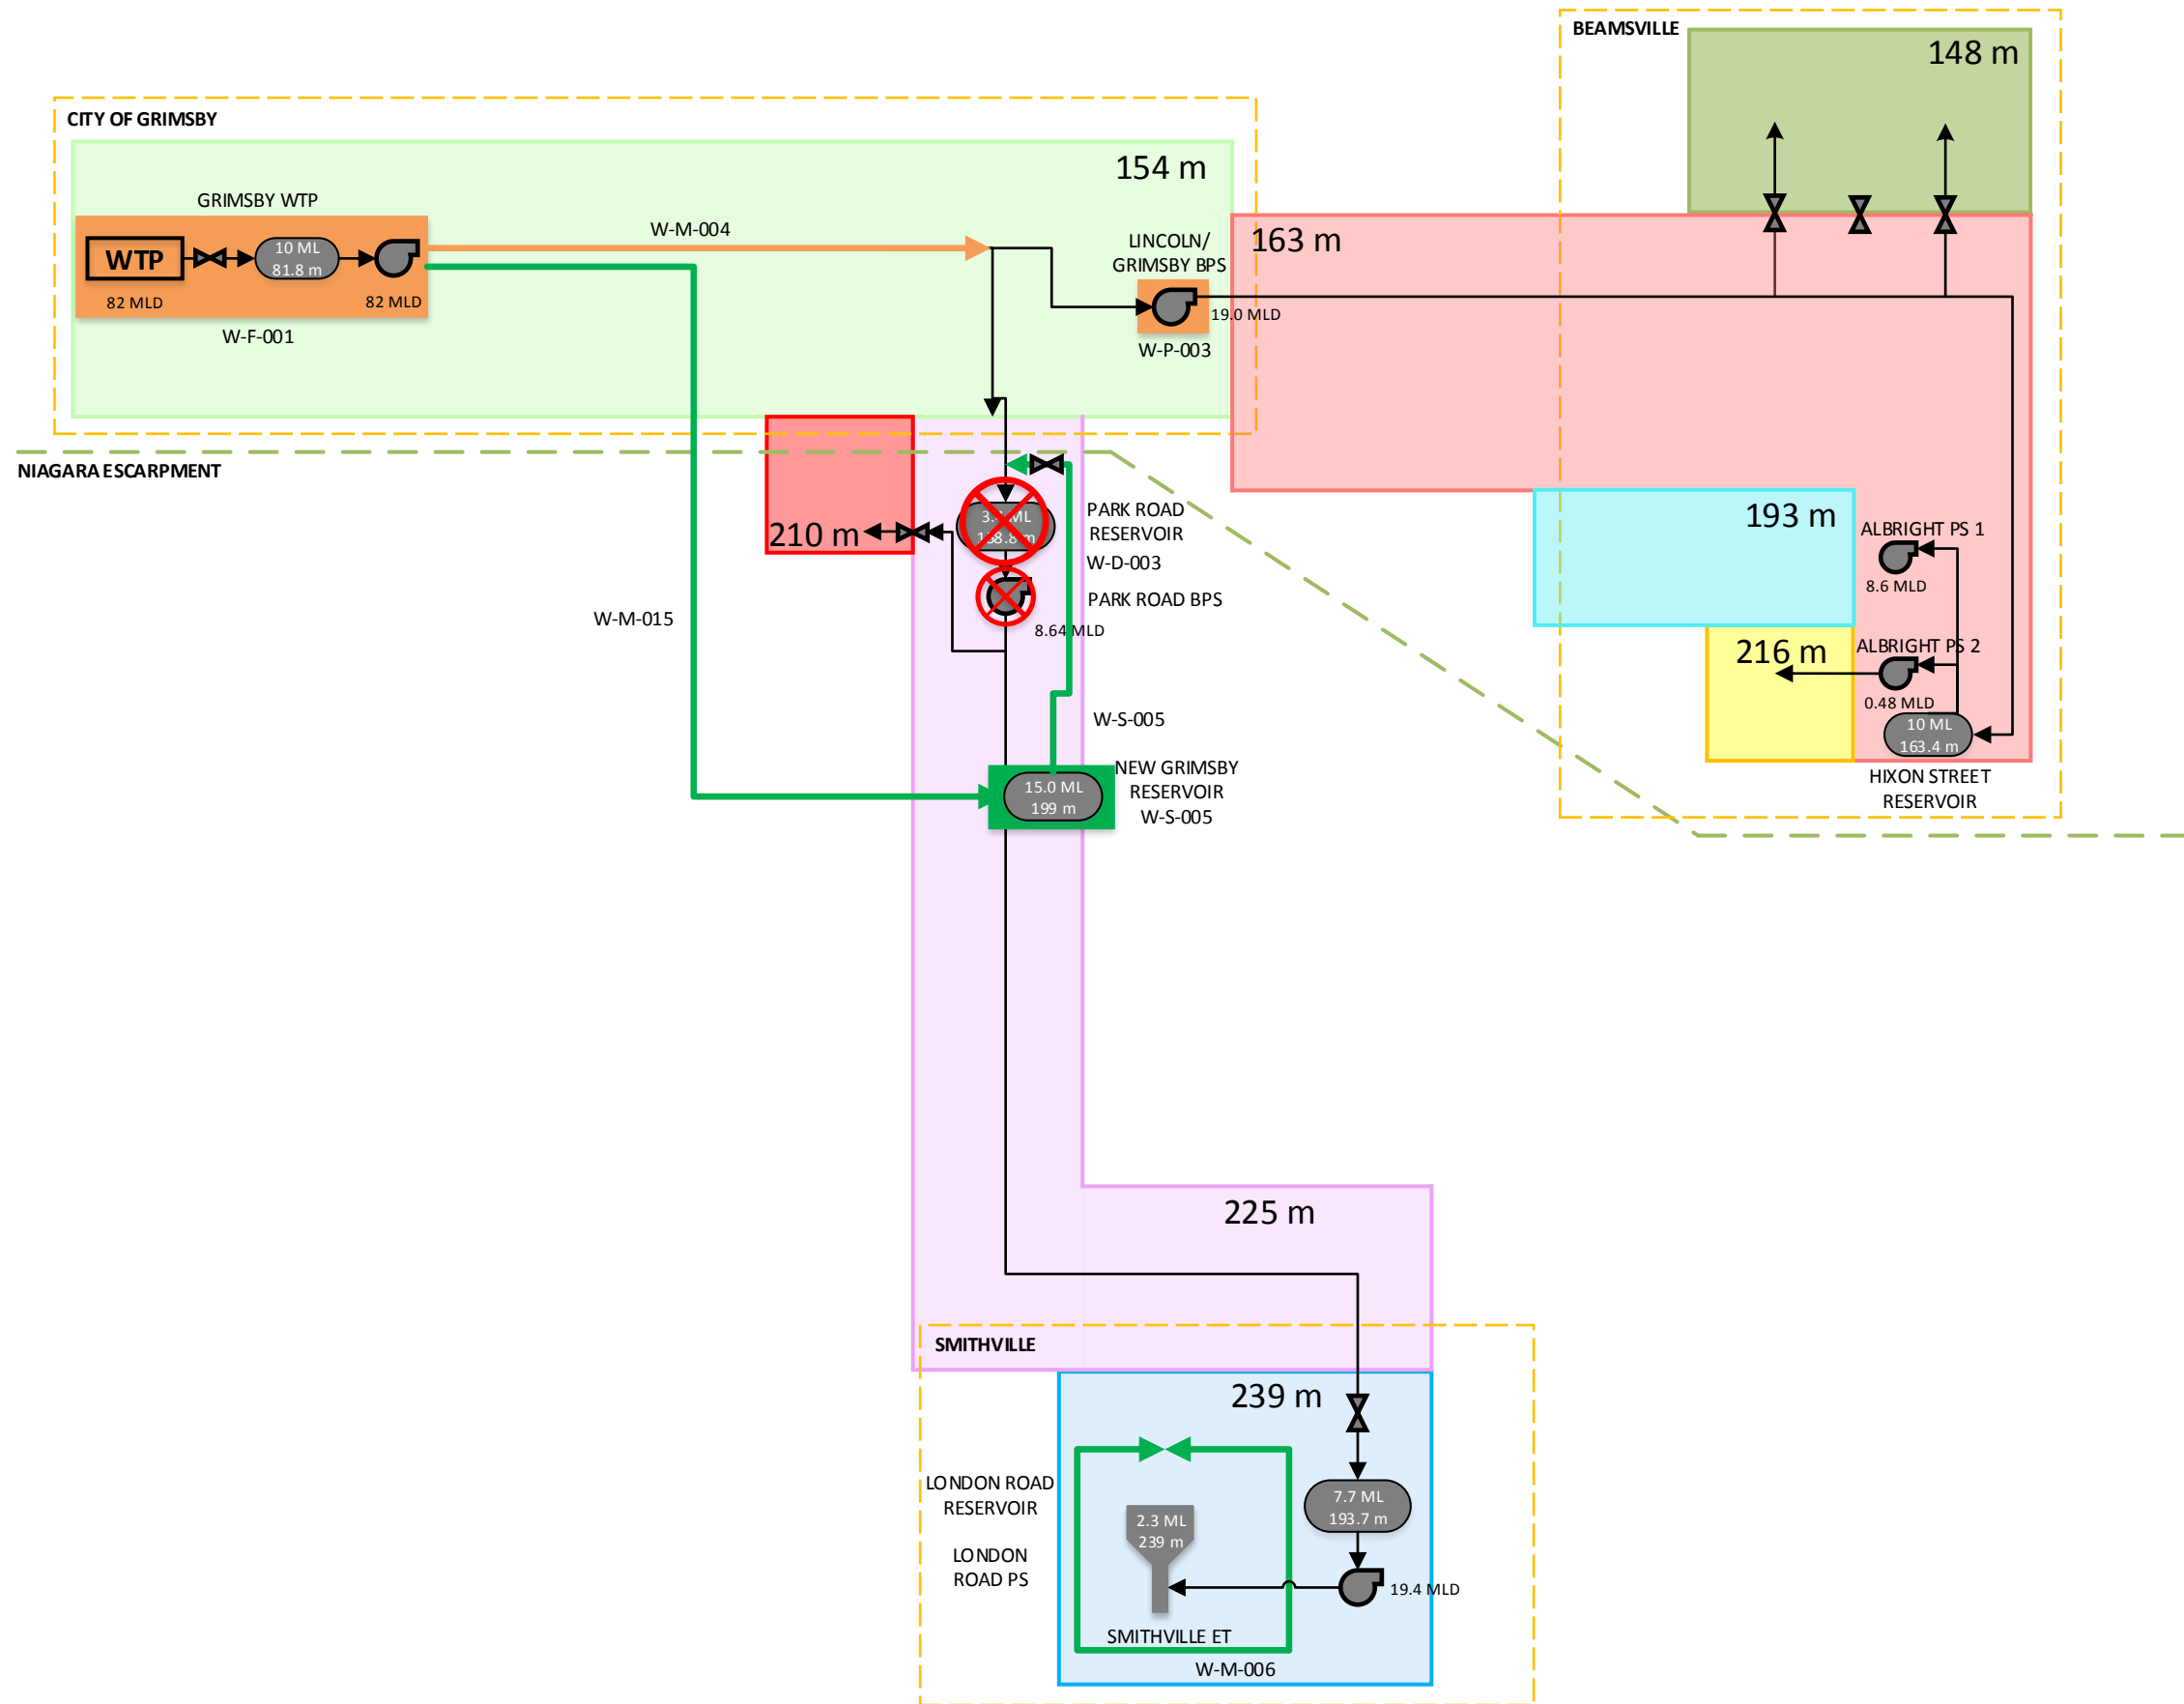 BEAMSVILLE
148 m
CITY OF GRIMSBY
154 m
GRIMSBY WTP
WTP
10 ML
81.8 m
82 MLD
82 MLD
W-F-001
W-M-004
LINCOLN/
GRIMSBY BPS
163 m
19.0 MLD
W-P-003
NIAGARA ESCARPMENT
210 m
ML
PARK ROAD
RESERVOIR
W-D-003
PARK ROAD BPS
8.64 MLD
193 m
ALBRIGHT PS 1
8.6 MLD
W-M-015
216 m
ALBRIGHT PS 2
0.48 MLD
10 ML
163.4 m
HIXON STREET
RESERVOIR
W-S-005
NEW GRIMSBY
RESERVOIR
W-S-005
15.0 ML
199 m
225 m
SMITHVILLE
239 m
LONDON ROAD
RESERVOIR
LONDON
ROAD PS
2.3 ML
239 m
7.7 ML
193.7 m
19.4 MLD
SMITHVILLE ET
W-M-006